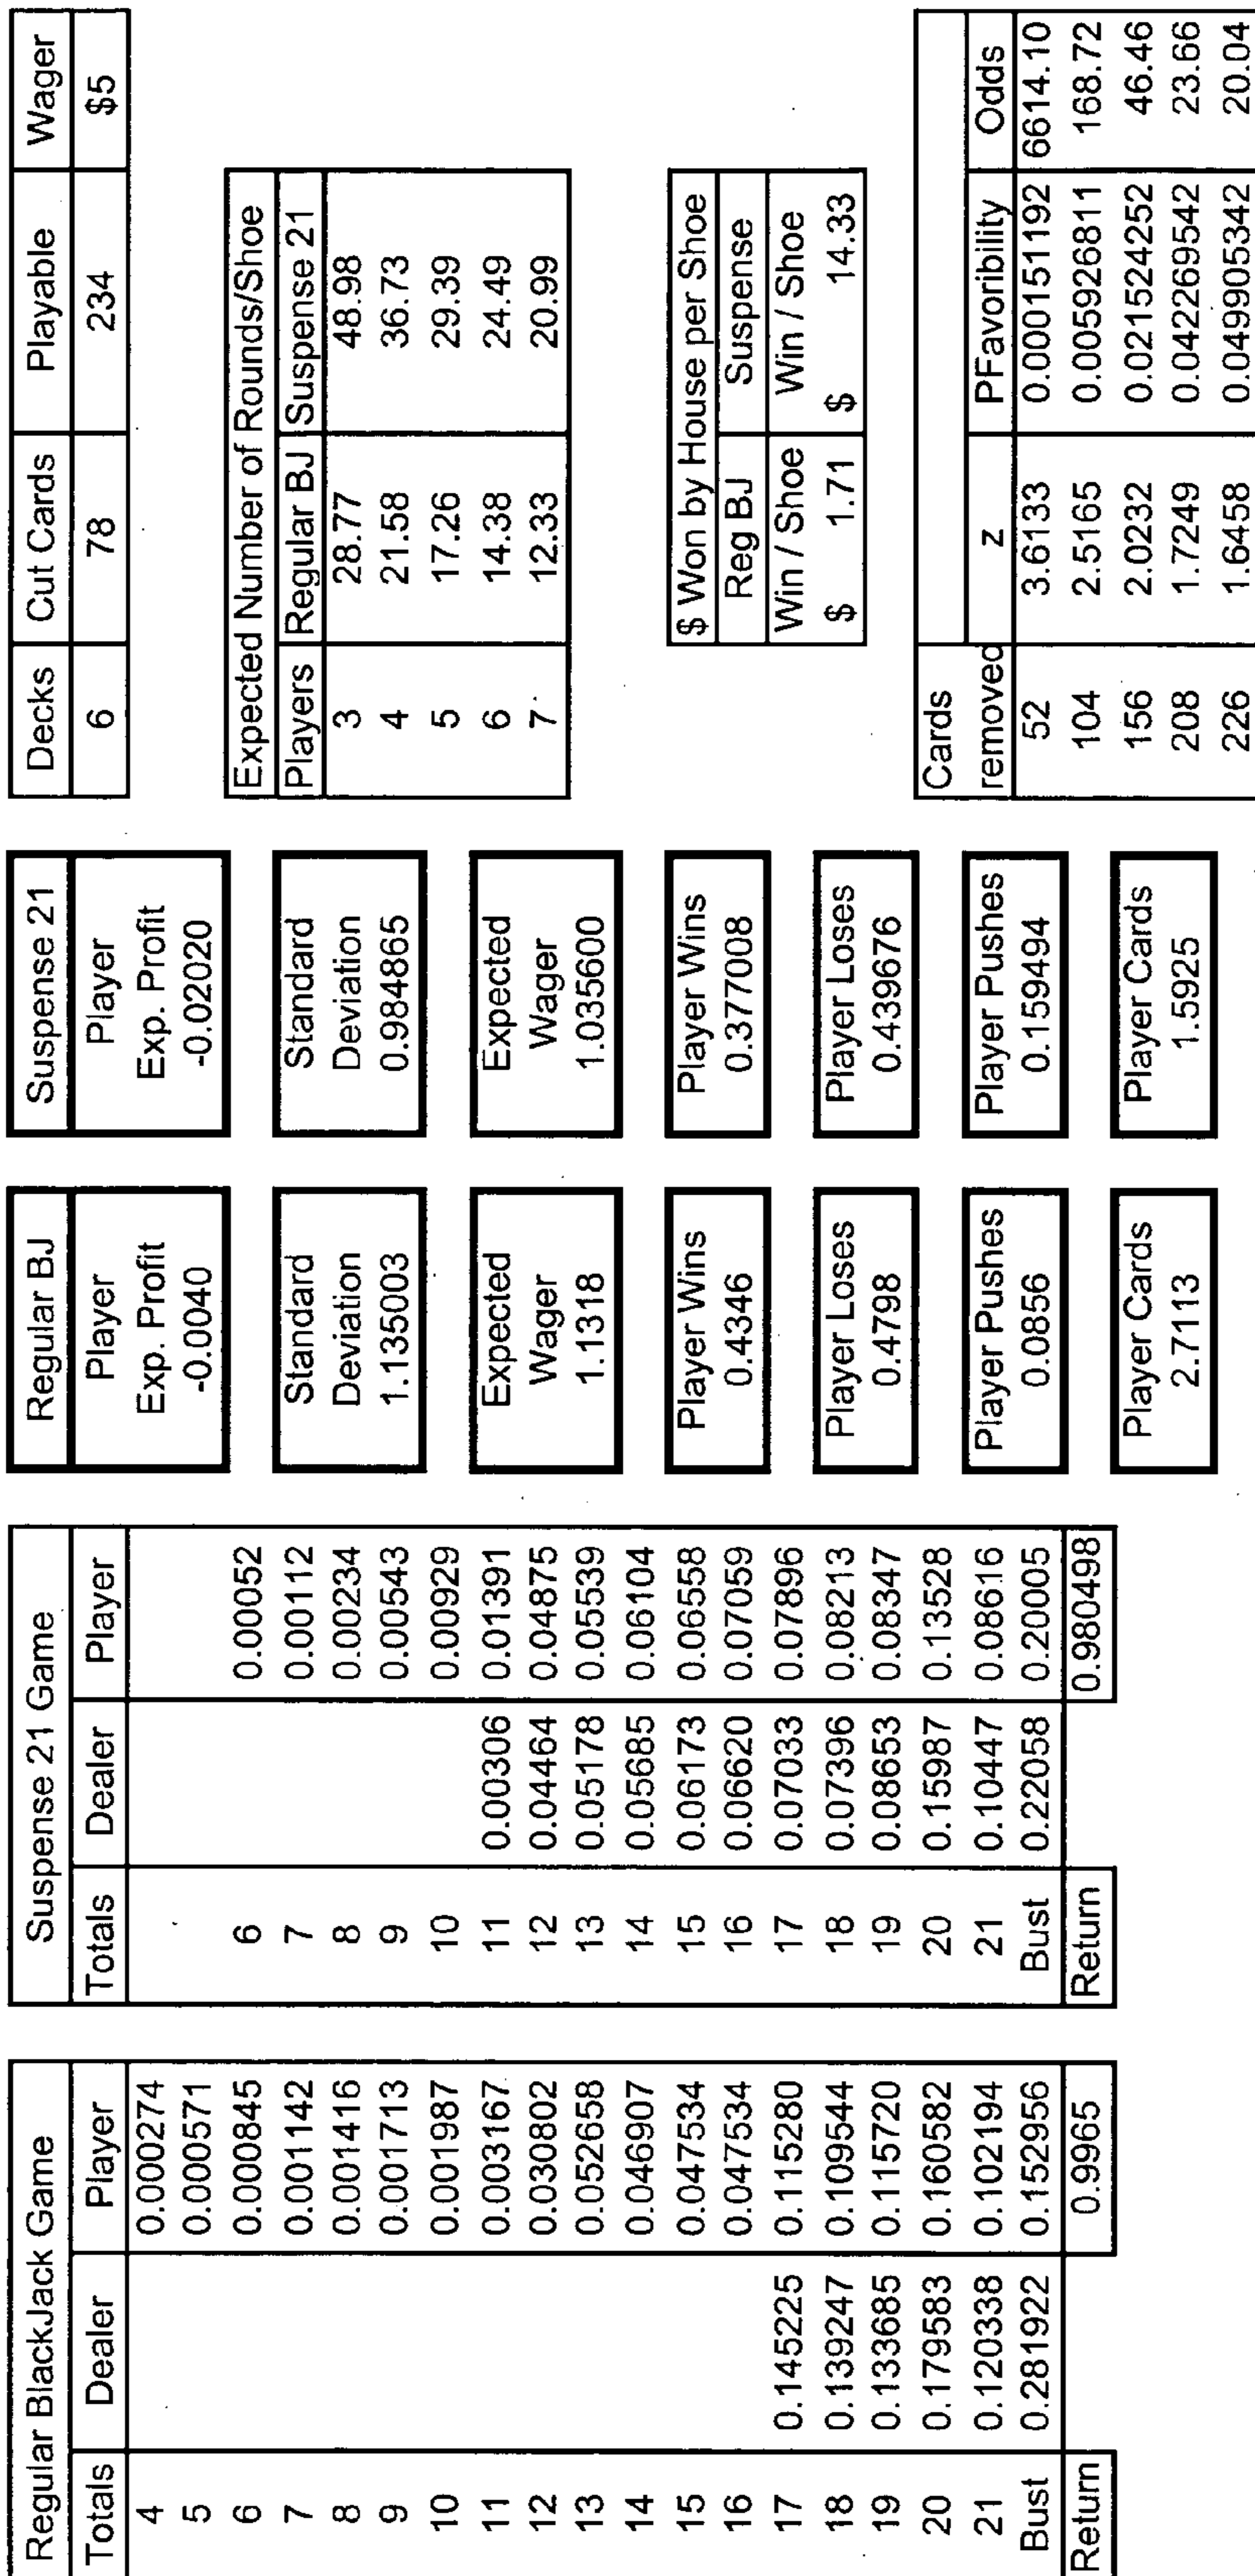 Regular BlackJack Game
Totals Dealer Player
4 0.000274
5 0.000571
6 0.000845
7 0.001142
8 0.001416
9 0.001713
10 0.001987
11 0.003167
12 0.030802
13 0.052658
14 0.046907
15 0.047534
16 0.047534
17 0.145225 0.115280
18 0.139247 0.109544
19 0.133685 0.115720
20 0.179583 0.160582
21 0.120338 0.102194
Bust 0.281922 0.152956
Return 0.9965
Suspense 21 Game
Totals Dealer Player
6 0.00052
7 0.00112
8 0.00234
9 0.00543
10 0.00929
11 0.00306 0.01391
12 0.04464 0.04875
13 0.05178 0.05539
14 0.05685 0.06104
15 0.06173 0.06558
16 0.06620 0.07059
17 0.07033 0.07896
18 0.07396 0.08213
19 0.08653 0.08347
20 0.15987 0.13528
21 0.10447 0.08616
Bust 0.22058 0.20005
Return 0.980498
Regular BJ
Player
Exp. Profit
-0.0040
Standard
Deviation
1.135003
Expected
Wager
1.1318
Player Wins
0.4346
Player Loses
0.4798
Player Pushes
0.0856
Player Cards
2.7113
Suspense 21
Player
Exp. Profit
-0.02020
Standard
Deviation
0.984865
Expected
Wager
1.035600
Player Wins
0.377008
Player Loses
0.439676
Player Pushes
0.159494
Player Cards
1.5925
Decks Cut Cards Playable Wager
6 78 234 $5
Expected Number of Rounds/Shoe
Players Regular BJ Suspense 21
3 28.77 48.98
4 21.58 36.73
5 17.26 29.39
6 14.38 24.49
7 12.33 20.99
$ Won by House per Shoe
Reg BJ Suspense
Win / Shoe Win / Shoe
$ 1.71 $ 14.33
Cards
removed z PFavoribility Odds
52 3.6133 0.000151192 6614.10
104 2.5165 0.005926811 168.72
156 2.0232 0.021524252 46.46
208 1.7249 0.042269542 23.66
226 1.6458 0.049905342 20.04